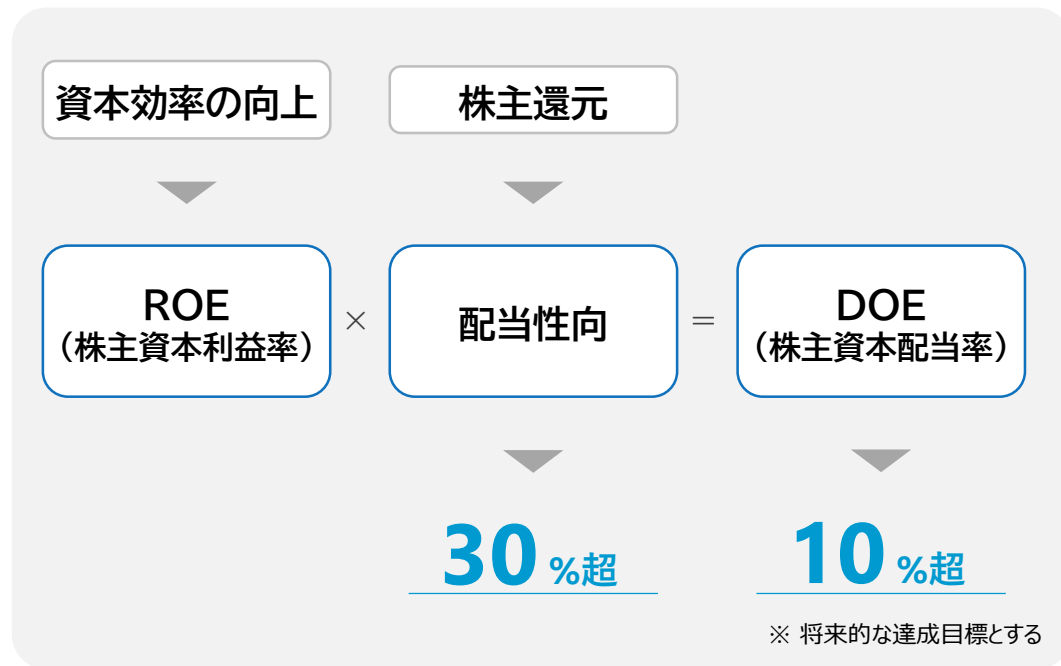 資本効率の向上
株主還元
ROE
（株主資本利益率）
×
配当性向
＝
DOE
（株主資本配当率）
30%超
10%超
※ 将来的な達成目標とする